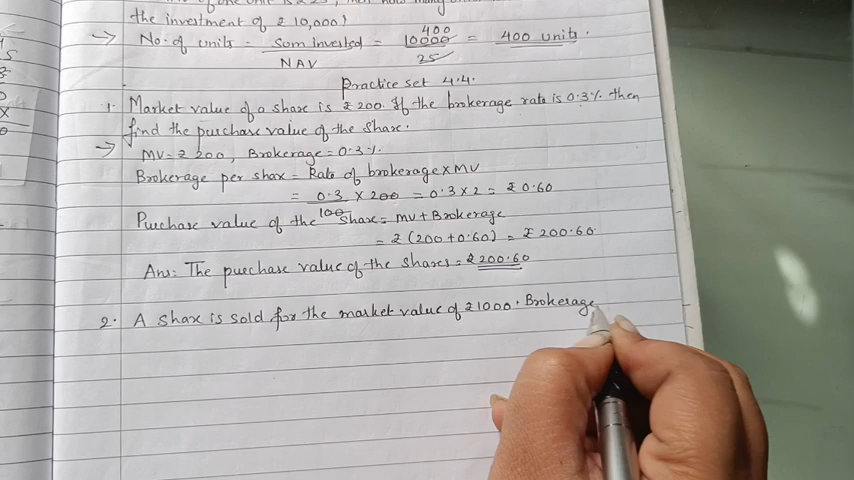 the investment of ₹ 10,000?
→ No. of units = Sum invested = 10000 400 = 400 units.
NAV 25
Practice set 4.4.
1. Market value of a share is ₹ 200. If the brokerage rate is 0.3% then
find the purchase value of the share.
→ MV = ₹ 200, Brokerage = 0.3%.
Brokerage per share = Rate of brokerage × MV
= 0.3 × 200 = 0.3 × 2 = ₹ 0.60
100
Purchase value of the share = MV + Brokerage
= ₹ (200 + 0.60) = ₹ 200.60.
Ans: The purchase value of the shares = ₹ 200.60
2. A share is sold for the market value of ₹ 1000. Brokerage